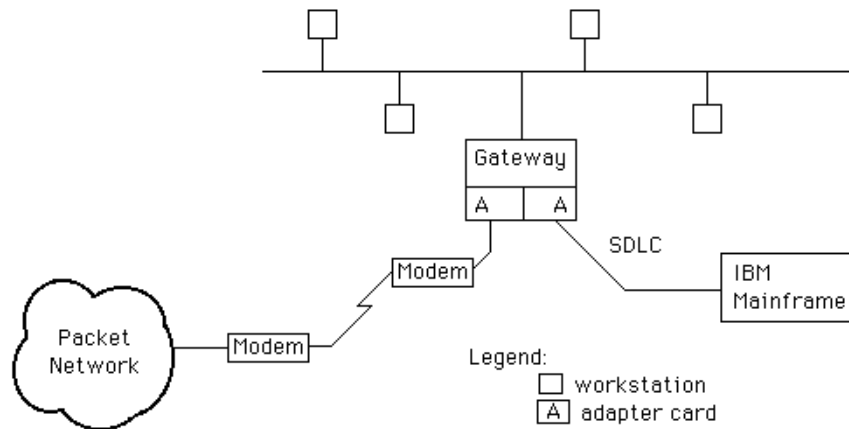 Gateway
A
A
SDLC
Modem
IBM
Mainframe
Packet
Network
Modem
Legend:
workstation
A adapter card